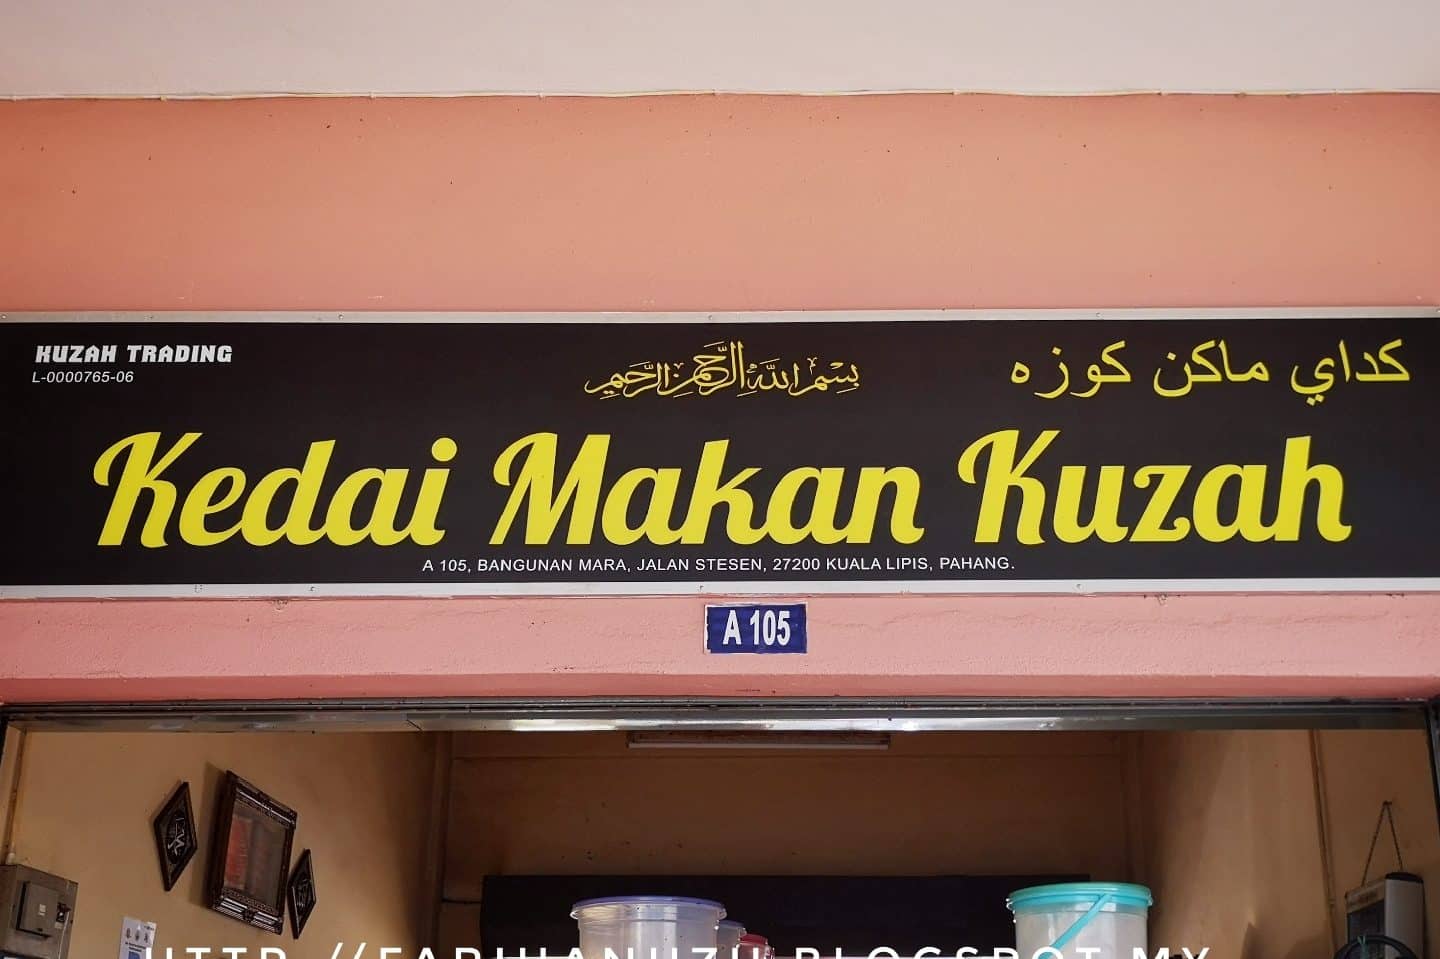 KUZAH TRADING
L-0000765-06
بسم الله الرحمن الرحيم
كداي ماكن كوزه
Kedai Makan Kuzah
A 105, BANGUNAN MARA, JALAN STESEN, 27200 KUALA LIPIS, PAHANG.
A 105